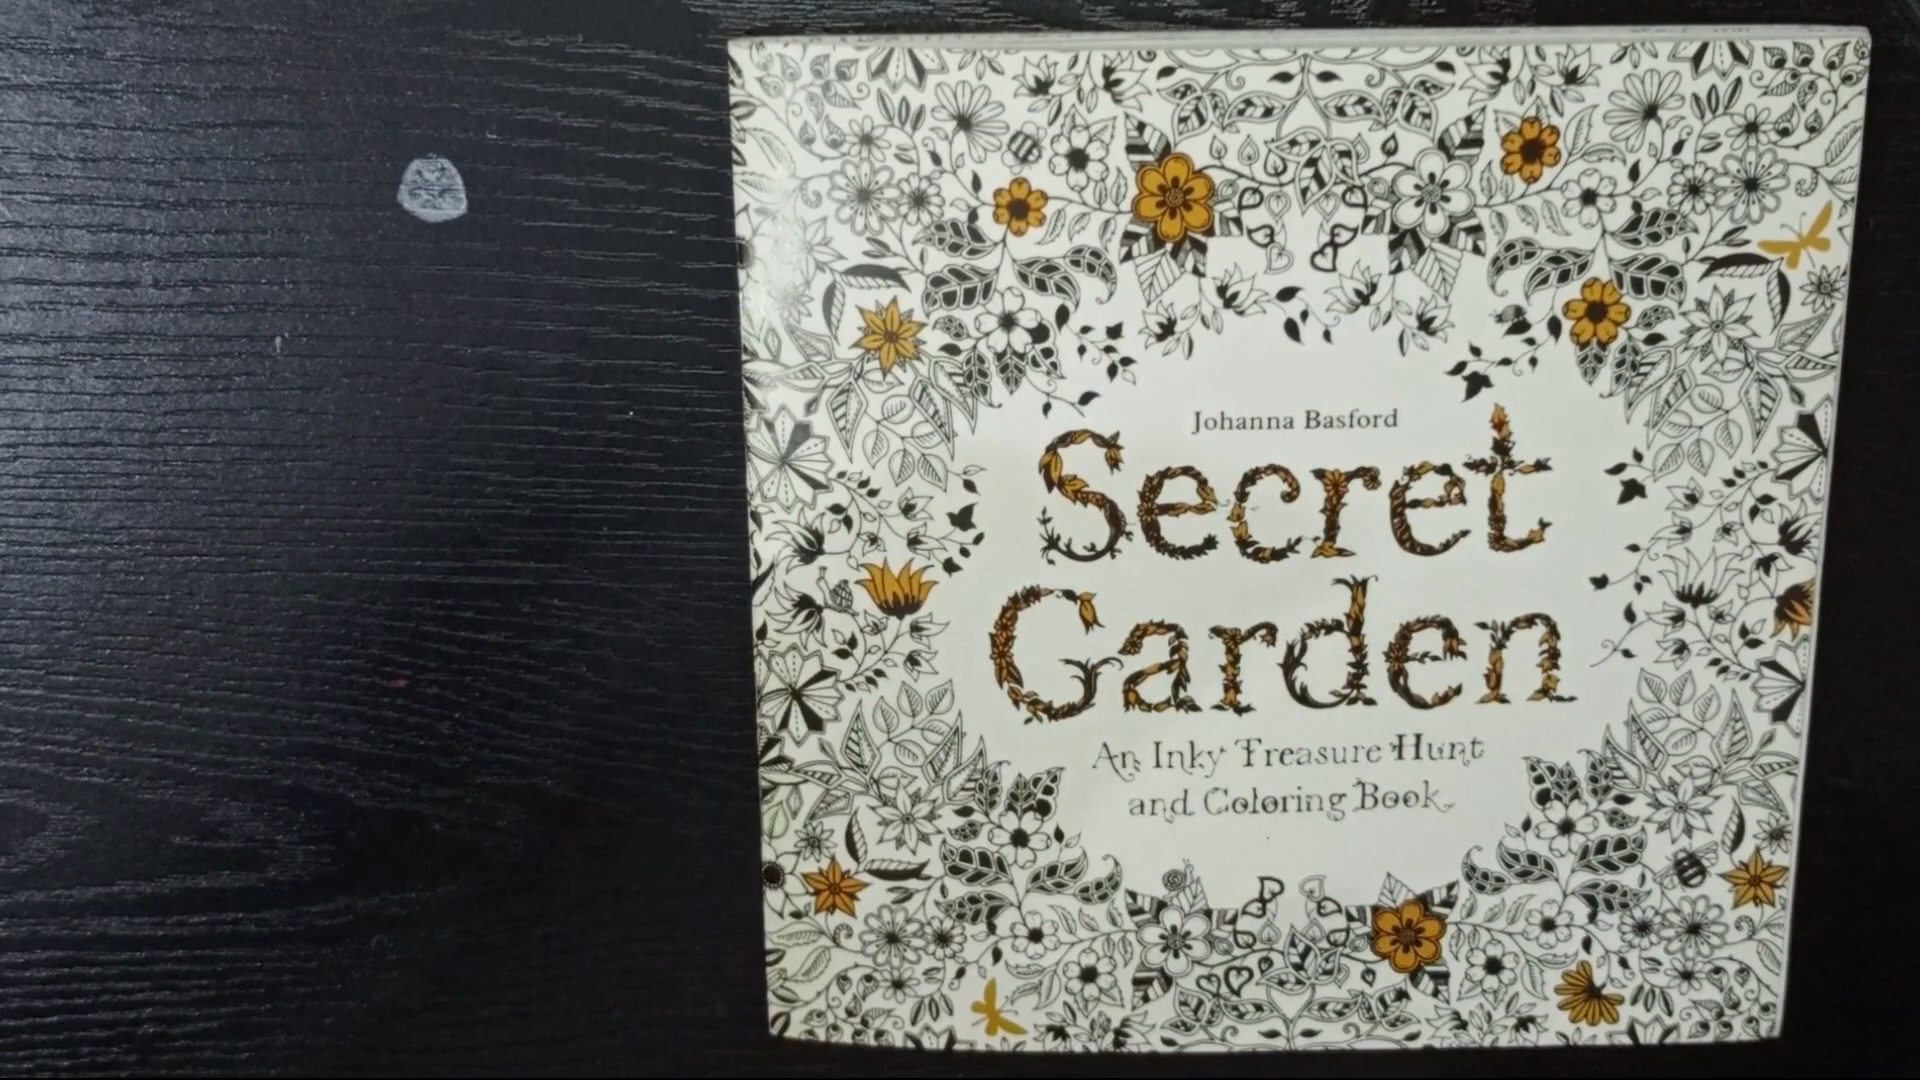 Johanna Basford
Secret
Garden
An Inky Treasure Hunt
and Coloring Book